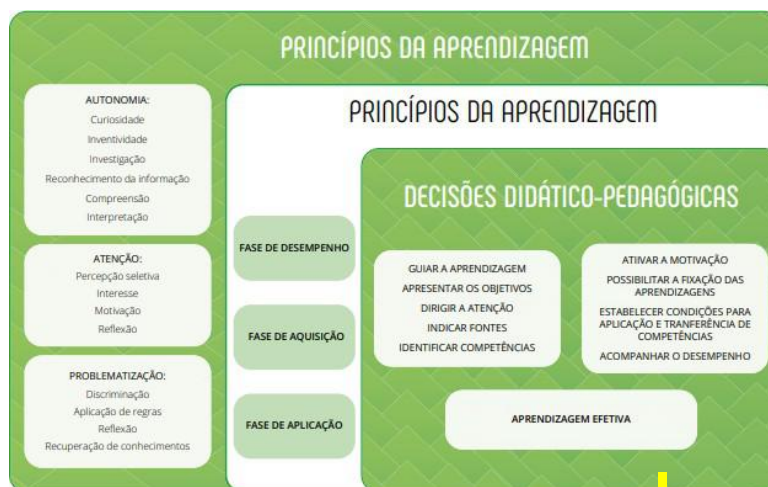 PRINCÍPIOS DA APRENDIZAGEM
AUTONOMIA:
Curiosidade
Inventividade
Investigação
Reconhecimento da informação
Compreensão
Interpretação
ATENÇÃO:
Percepção seletiva
Interesse
Motivação
Reflexão
PROBLEMATIZAÇÃO:
Discriminação
Aplicação de regras
Reflexão
Recuperação de conhecimentos
PRINCÍPIOS DA APRENDIZAGEM
FASE DE DESEMPENHO
FASE DE AQUISIÇÃO
FASE DE APLICAÇÃO
DECISÕES DIDÁTICO-PEDAGÓGICAS
GUIAR A APRENDIZAGEM
APRESENTAR OS OBJETIVOS
DIRIGIR A ATENÇÃO
INDICAR FONTES
IDENTIFICAR COMPETÊNCIAS
ATIVAR A MOTIVAÇÃO
POSSIBILITAR A FIXAÇÃO DAS
APRENDIZAGENS
ESTABELECER CONDIÇÕES PARA
APLICAÇÃO E TRANFERÊNCIA DE
COMPETÊNCIAS
ACOMPANHAR O DESEMPENHO
APRENDIZAGEM EFETIVA